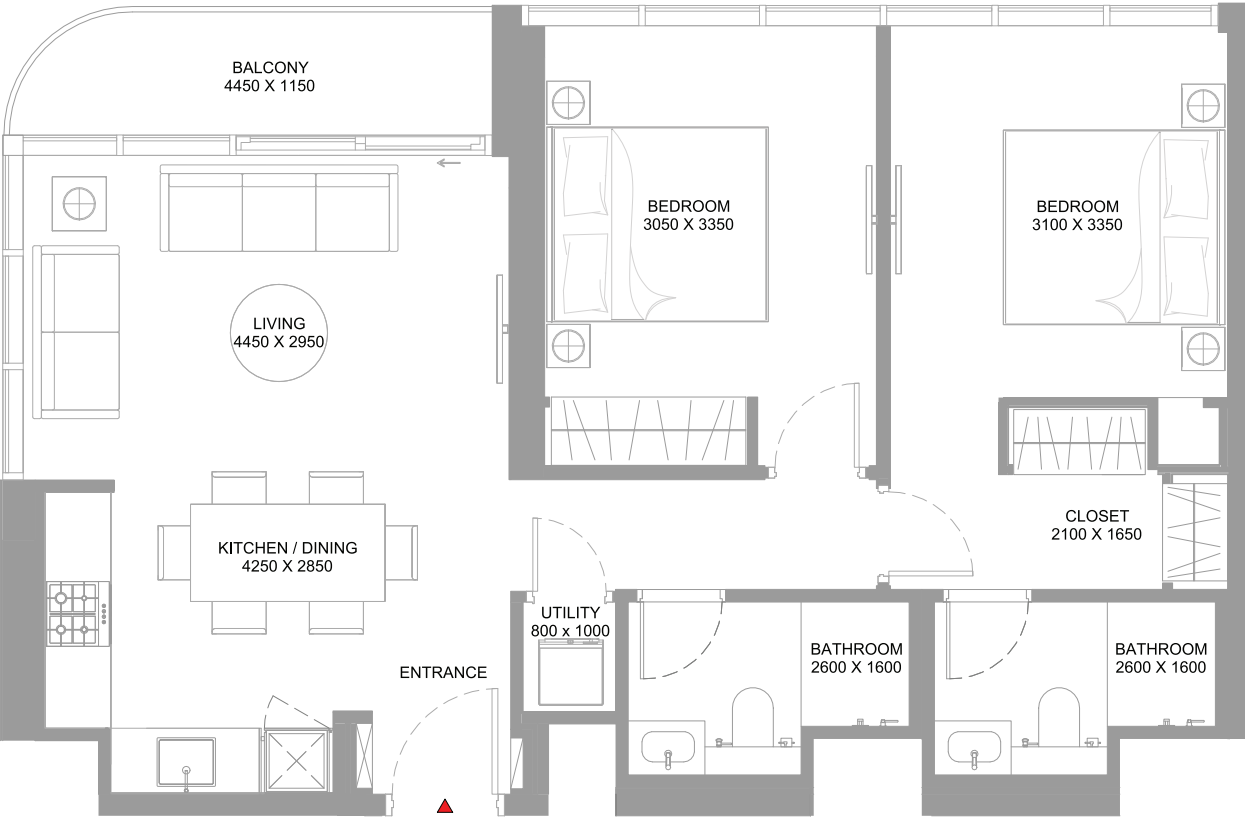 BALCONY
4450 X 1150
BEDROOM
3050 X 3350
BEDROOM
3100 X 3350
LIVING
4450 X 2950
CLOSET
2100 X 1650
KITCHEN / DINING
4250 X 2850
UTILITY
800 x 1000
BATHROOM
2600 X 1600
BATHROOM
2600 X 1600
ENTRANCE